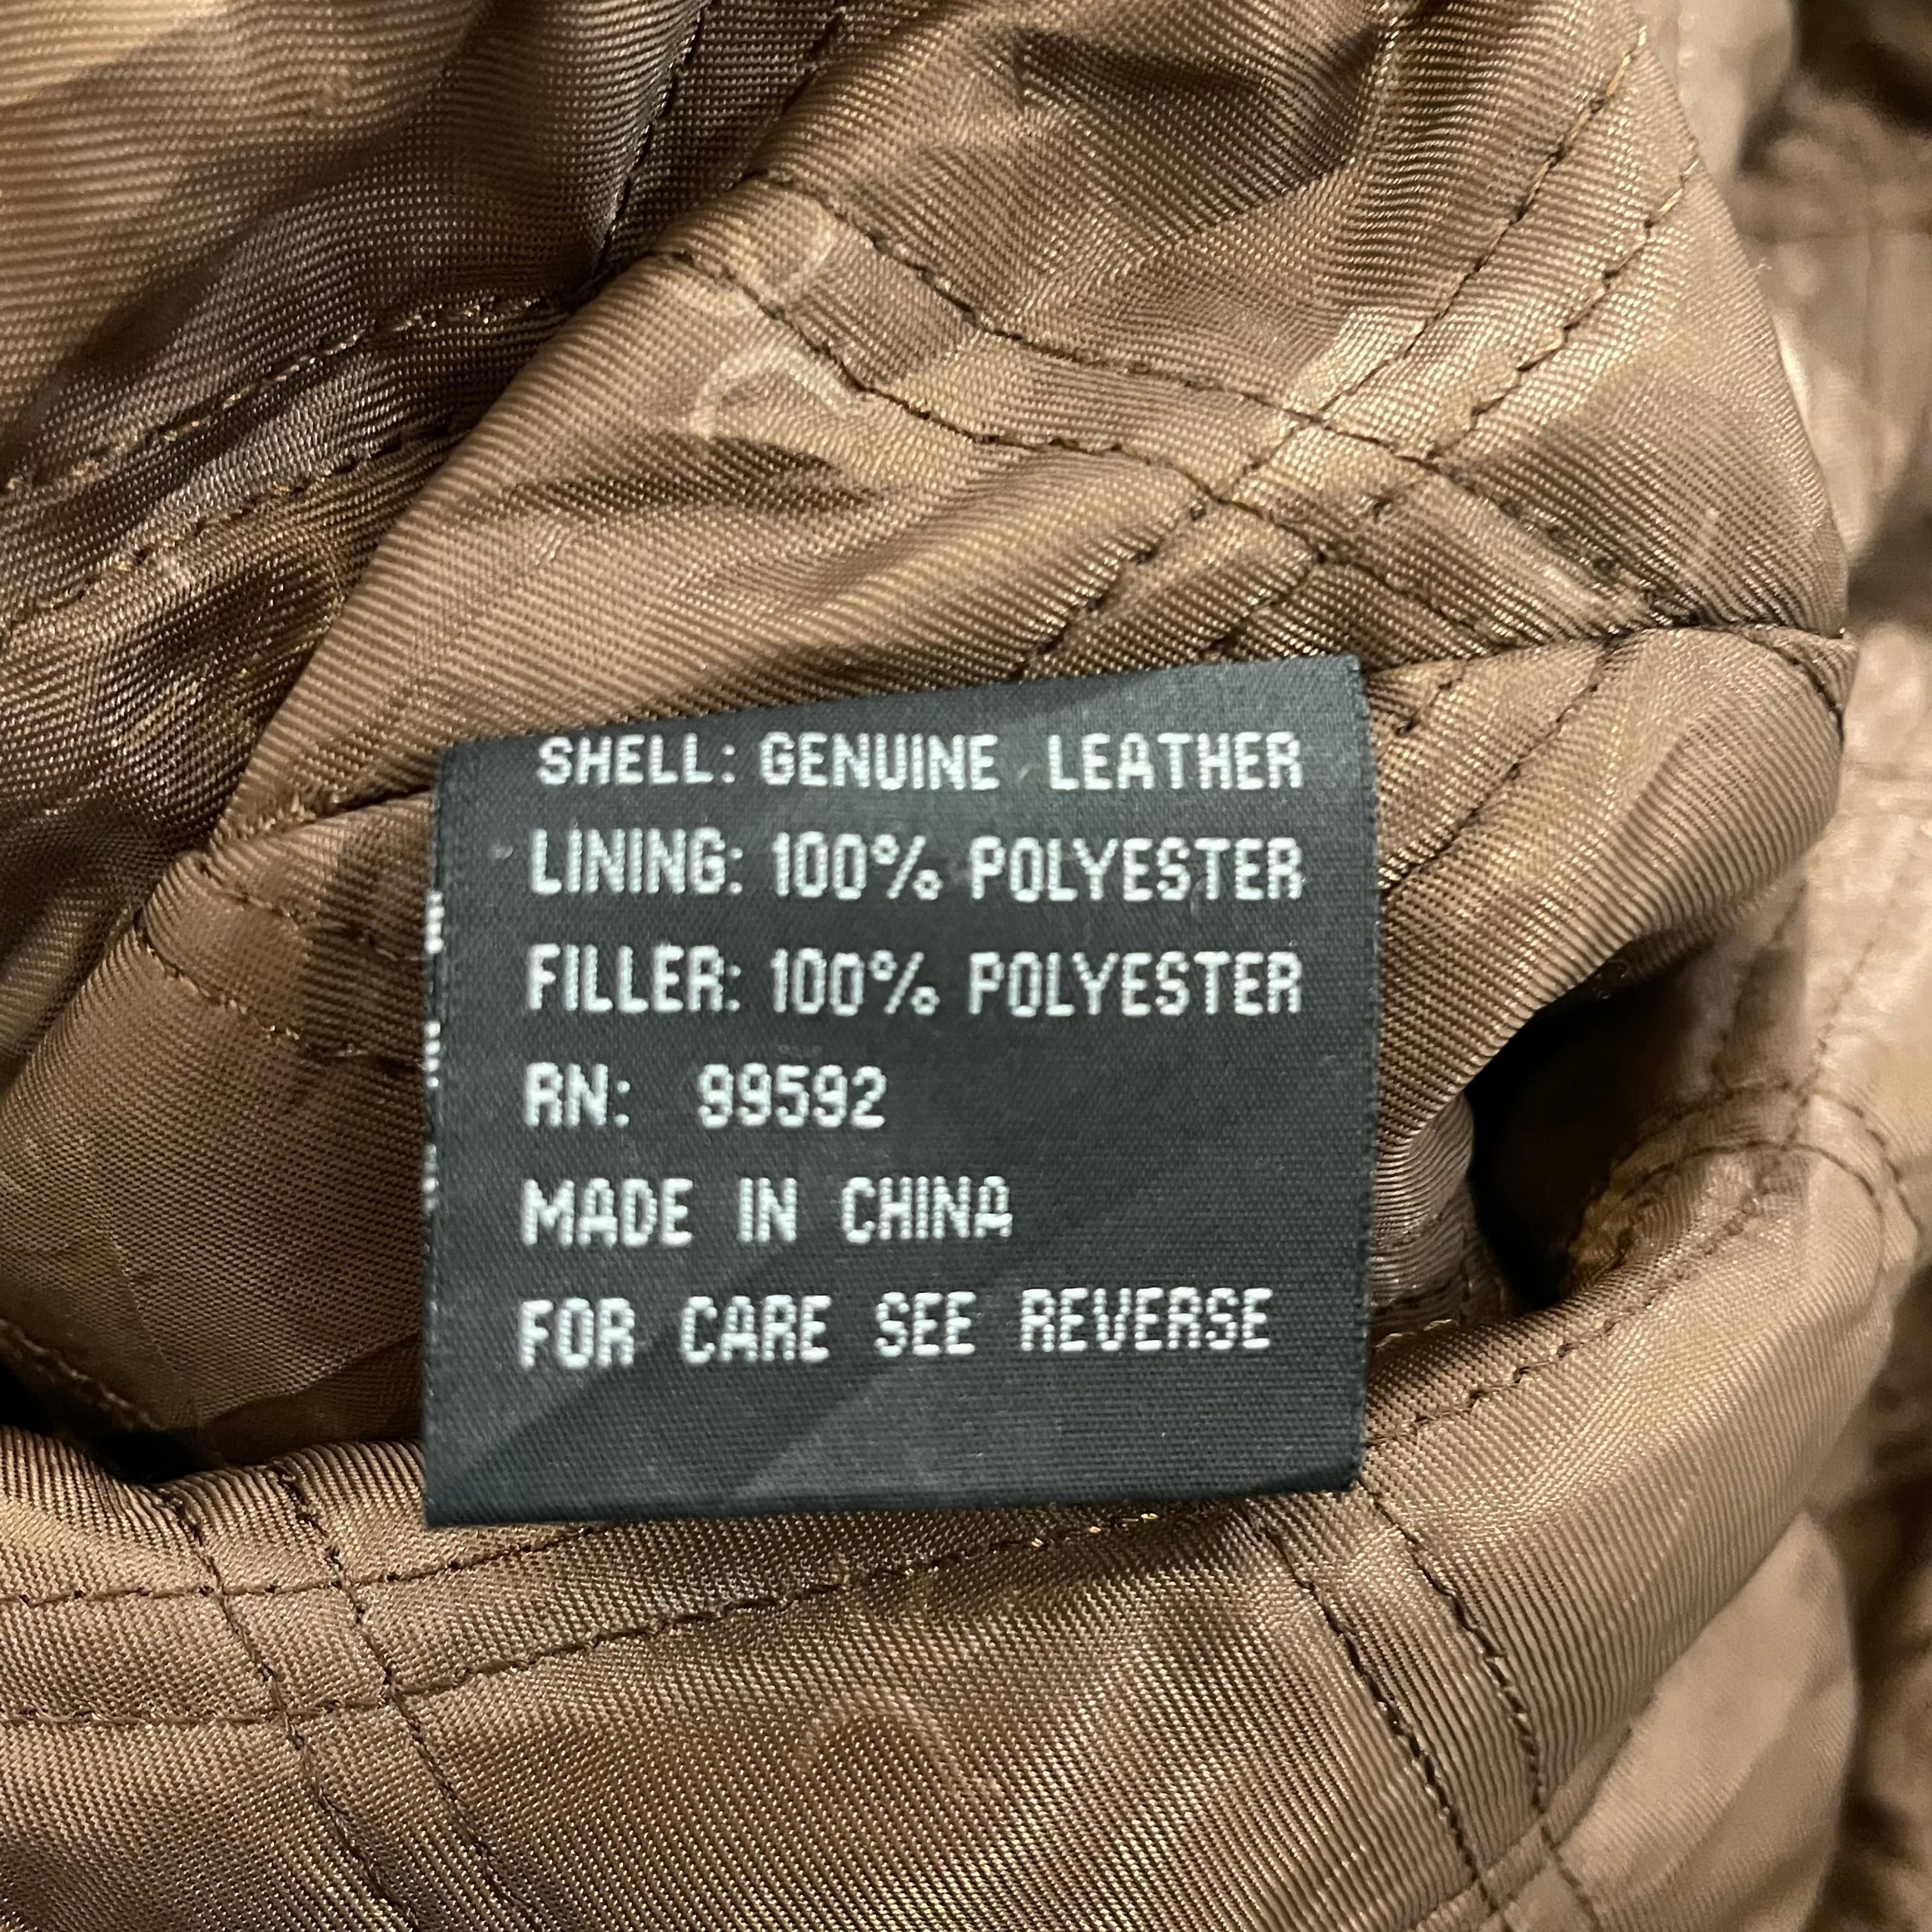 SHELL: GENUINE LEATHER
LINING: 100% POLYESTER
FILLER: 100% POLYESTER
RN: 99592
MADE IN CHINA
FOR CARE SEE REVERSE